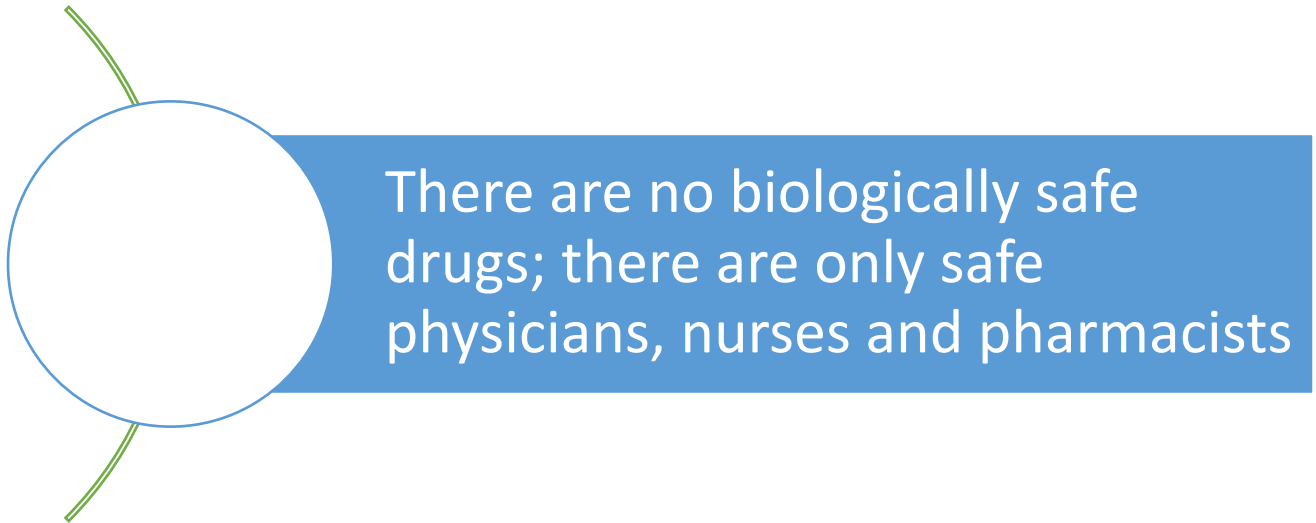 There are no biologically safe
drugs; there are only safe
physicians, nurses and pharmacists